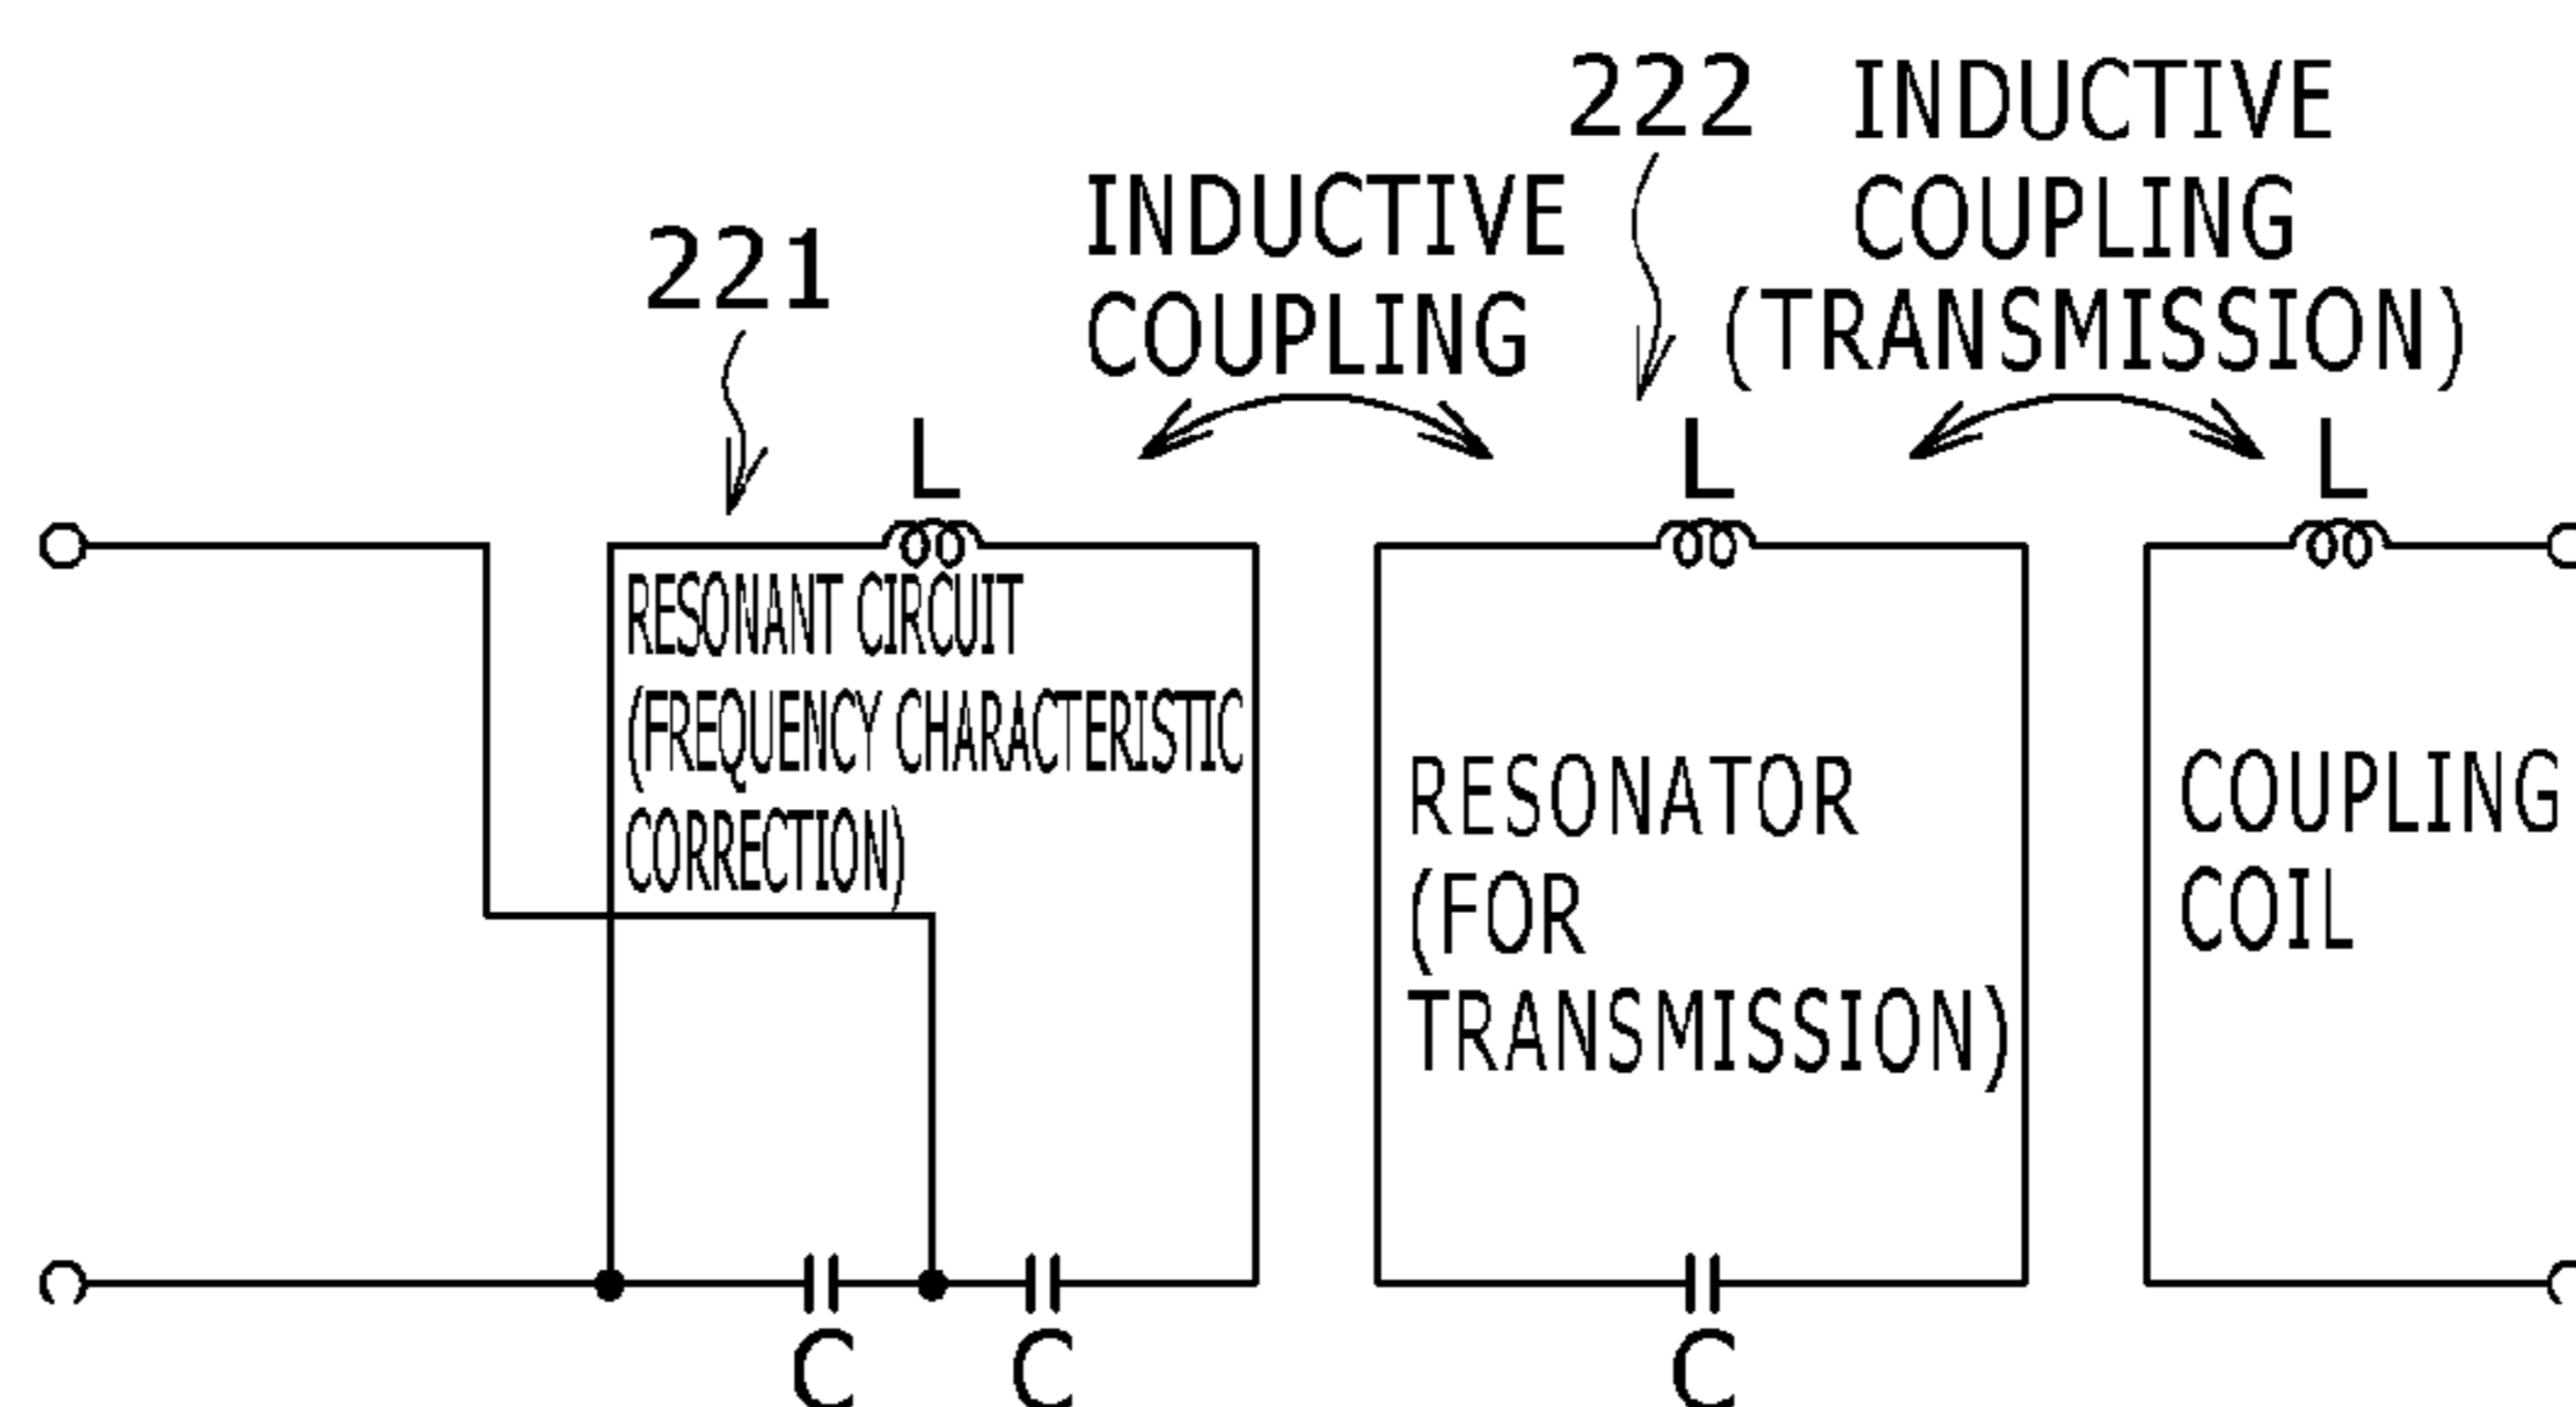 222
INDUCTIVE
COUPLING
(TRANSMISSION)
INDUCTIVE
COUPLING
221
L
L
L
RESONANT CIRCUIT
(FREQUENCY CHARACTERISTIC
CORRECTION)
RESONATOR
(FOR
TRANSMISSION)
COUPLING
COIL
C
C
C